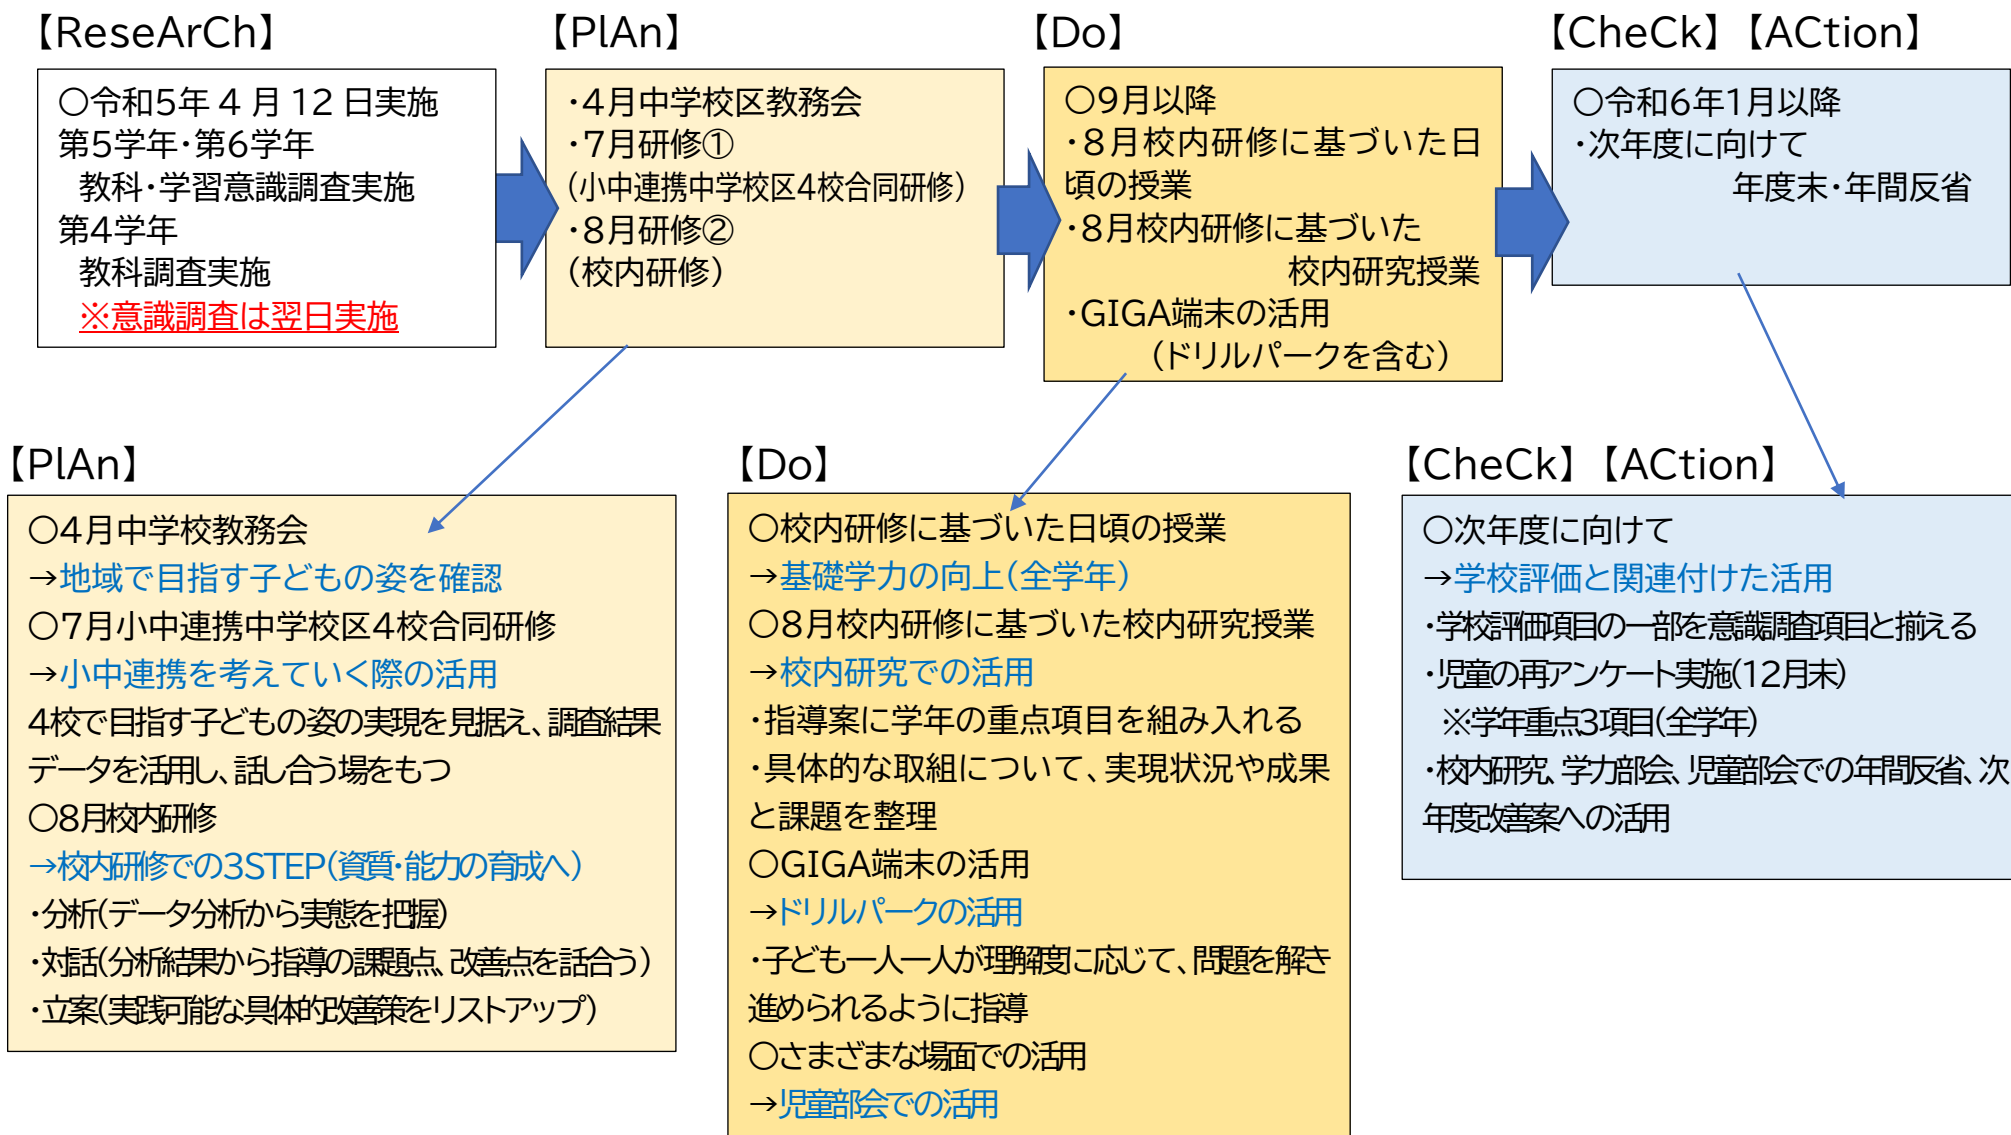 【ReseArCh】
○令和5年 4 月 12 日実施
第5学年・第6学年
教科・学習意識調査実施
第4学年
教科調査実施
※意識調査は翌日実施
【PlAn】
・4月中学校区教務会
・7月研修①
(小中連携中学校区4校合同研修)
・8月研修②
(校内研修)
【Do】
○9月以降
・8月校内研修に基づいた日
頃の授業
・8月校内研修に基づいた
校内研究授業
・GIGA端末の活用
(ドリルパークを含む)
【CheCk】【ACtion】
○令和6年1月以降
・次年度に向けて
年度末・年間反省
【PlAn】
○4月中学校教務会
→地域で目指す子どもの姿を確認
○7月小中連携中学校区4校合同研修
→小中連携を考えていく際の活用
4校で目指す子どもの姿の実現を見据え、調査結果
データを活用し、話し合う場をもつ
○8月校内研修
→校内研修での3STEP(資質・能力の育成へ)
・分析(データ分析から実態を把握)
・対話(分析結果から指導の課題点、改善点を話合う)
・立案(実践可能な具体的改善策をリストアップ)
【Do】
○校内研修に基づいた日頃の授業
→基礎学力の向上(全学年)
○8月校内研修に基づいた校内研究授業
→校内研究での活用
・指導案に学年の重点項目を組み入れる
・具体的な取組について、実現状況や成果
と課題を整理
○GIGA端末の活用
→ドリルパークの活用
・子ども一人一人が理解度に応じて、問題を解き
進められるように指導
○さまざまな場面での活用
→児童部会での活用
【CheCk】【ACtion】
○次年度に向けて
→学校評価と関連付けた活用
・学校評価項目の一部を意識調査項目と揃える
・児童の再アンケート実施(12月末)
※学年重点3項目(全学年)
・校内研究、学力部会、児童部会での年間反省、次
年度改善案への活用